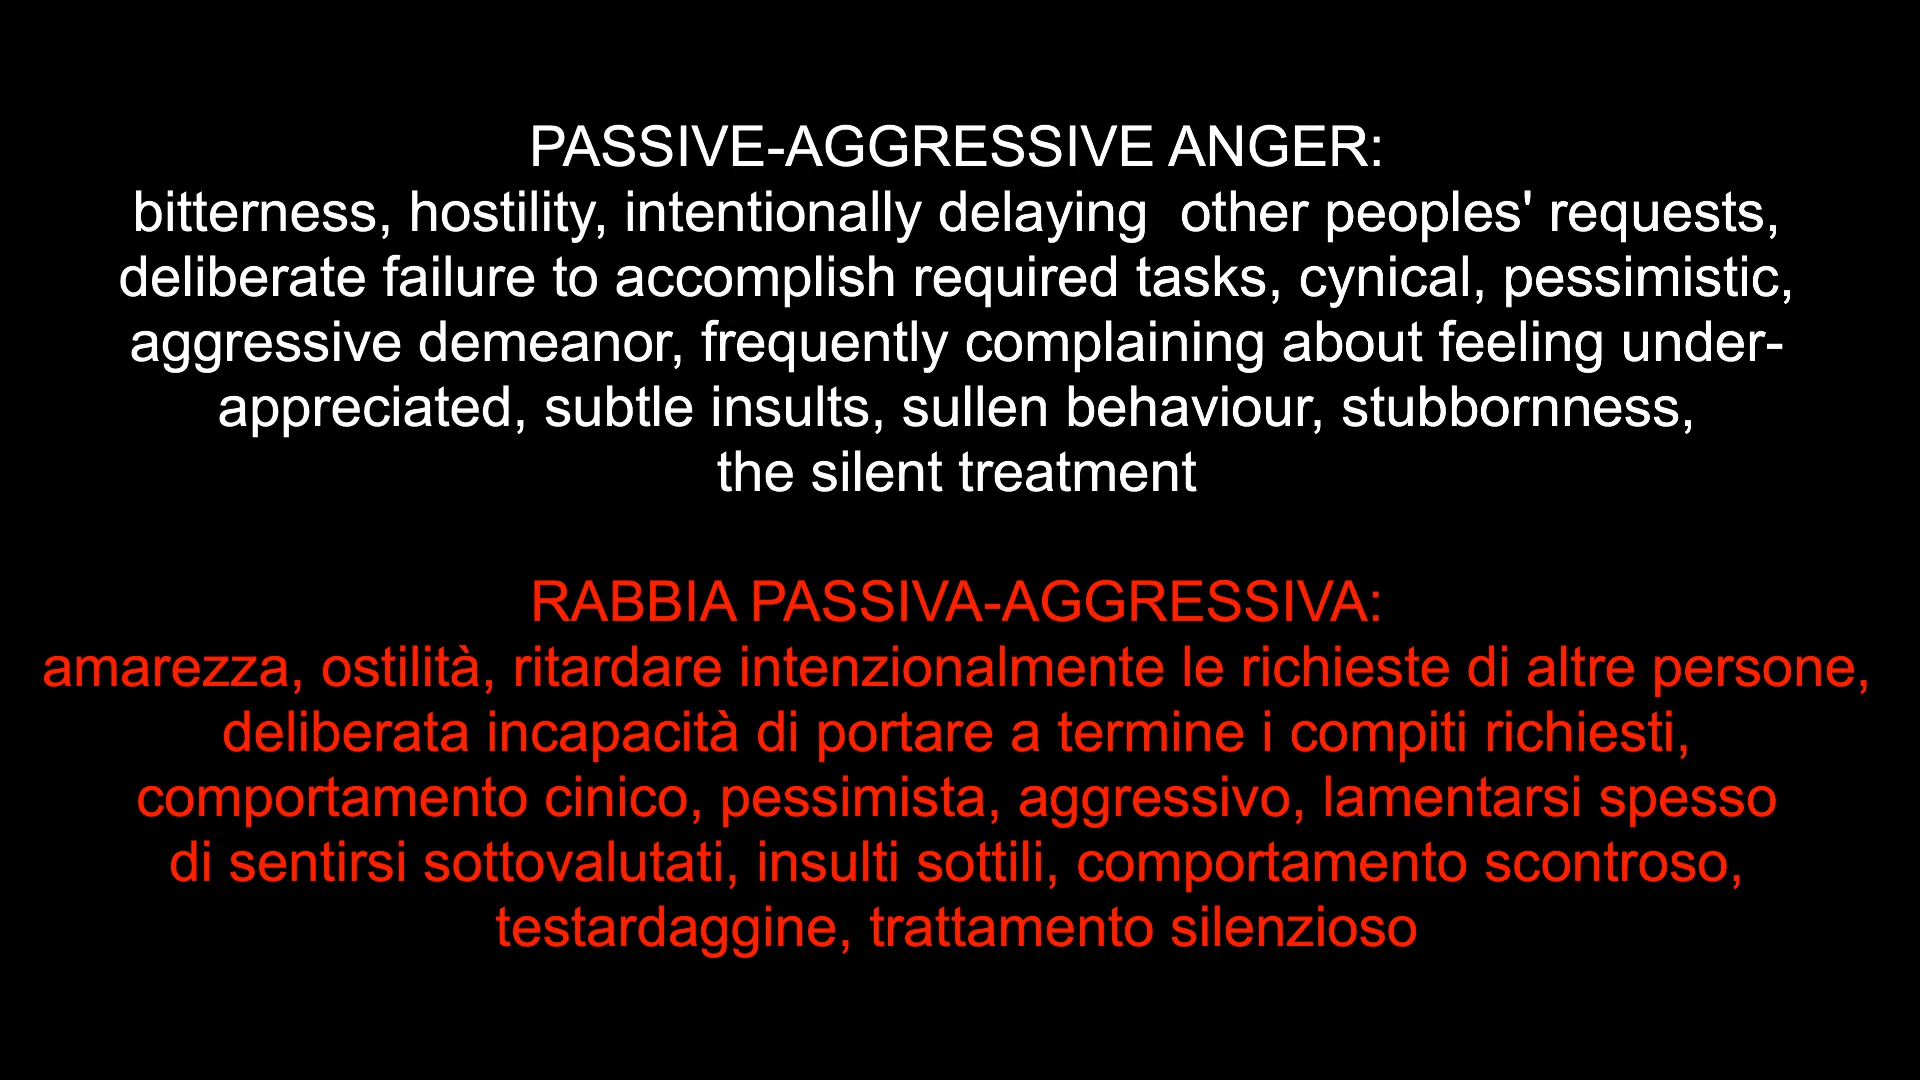 PASSIVE-AGGRESSIVE ANGER:
bitterness, hostility, intentionally delaying  other peoples' requests,
deliberate failure to accomplish required tasks, cynical, pessimistic,
aggressive demeanor, frequently complaining about feeling under-
appreciated, subtle insults, sullen behaviour, stubbornness,
the silent treatment
RABBIA PASSIVA-AGGRESSIVA:
amarezza, ostilità, ritardare intenzionalmente le richieste di altre persone,
deliberata incapacità di portare a termine i compiti richiesti,
comportamento cinico, pessimista, aggressivo, lamentarsi spesso
di sentirsi sottovalutati, insulti sottili, comportamento scontroso,
testardaggine, trattamento silenzioso